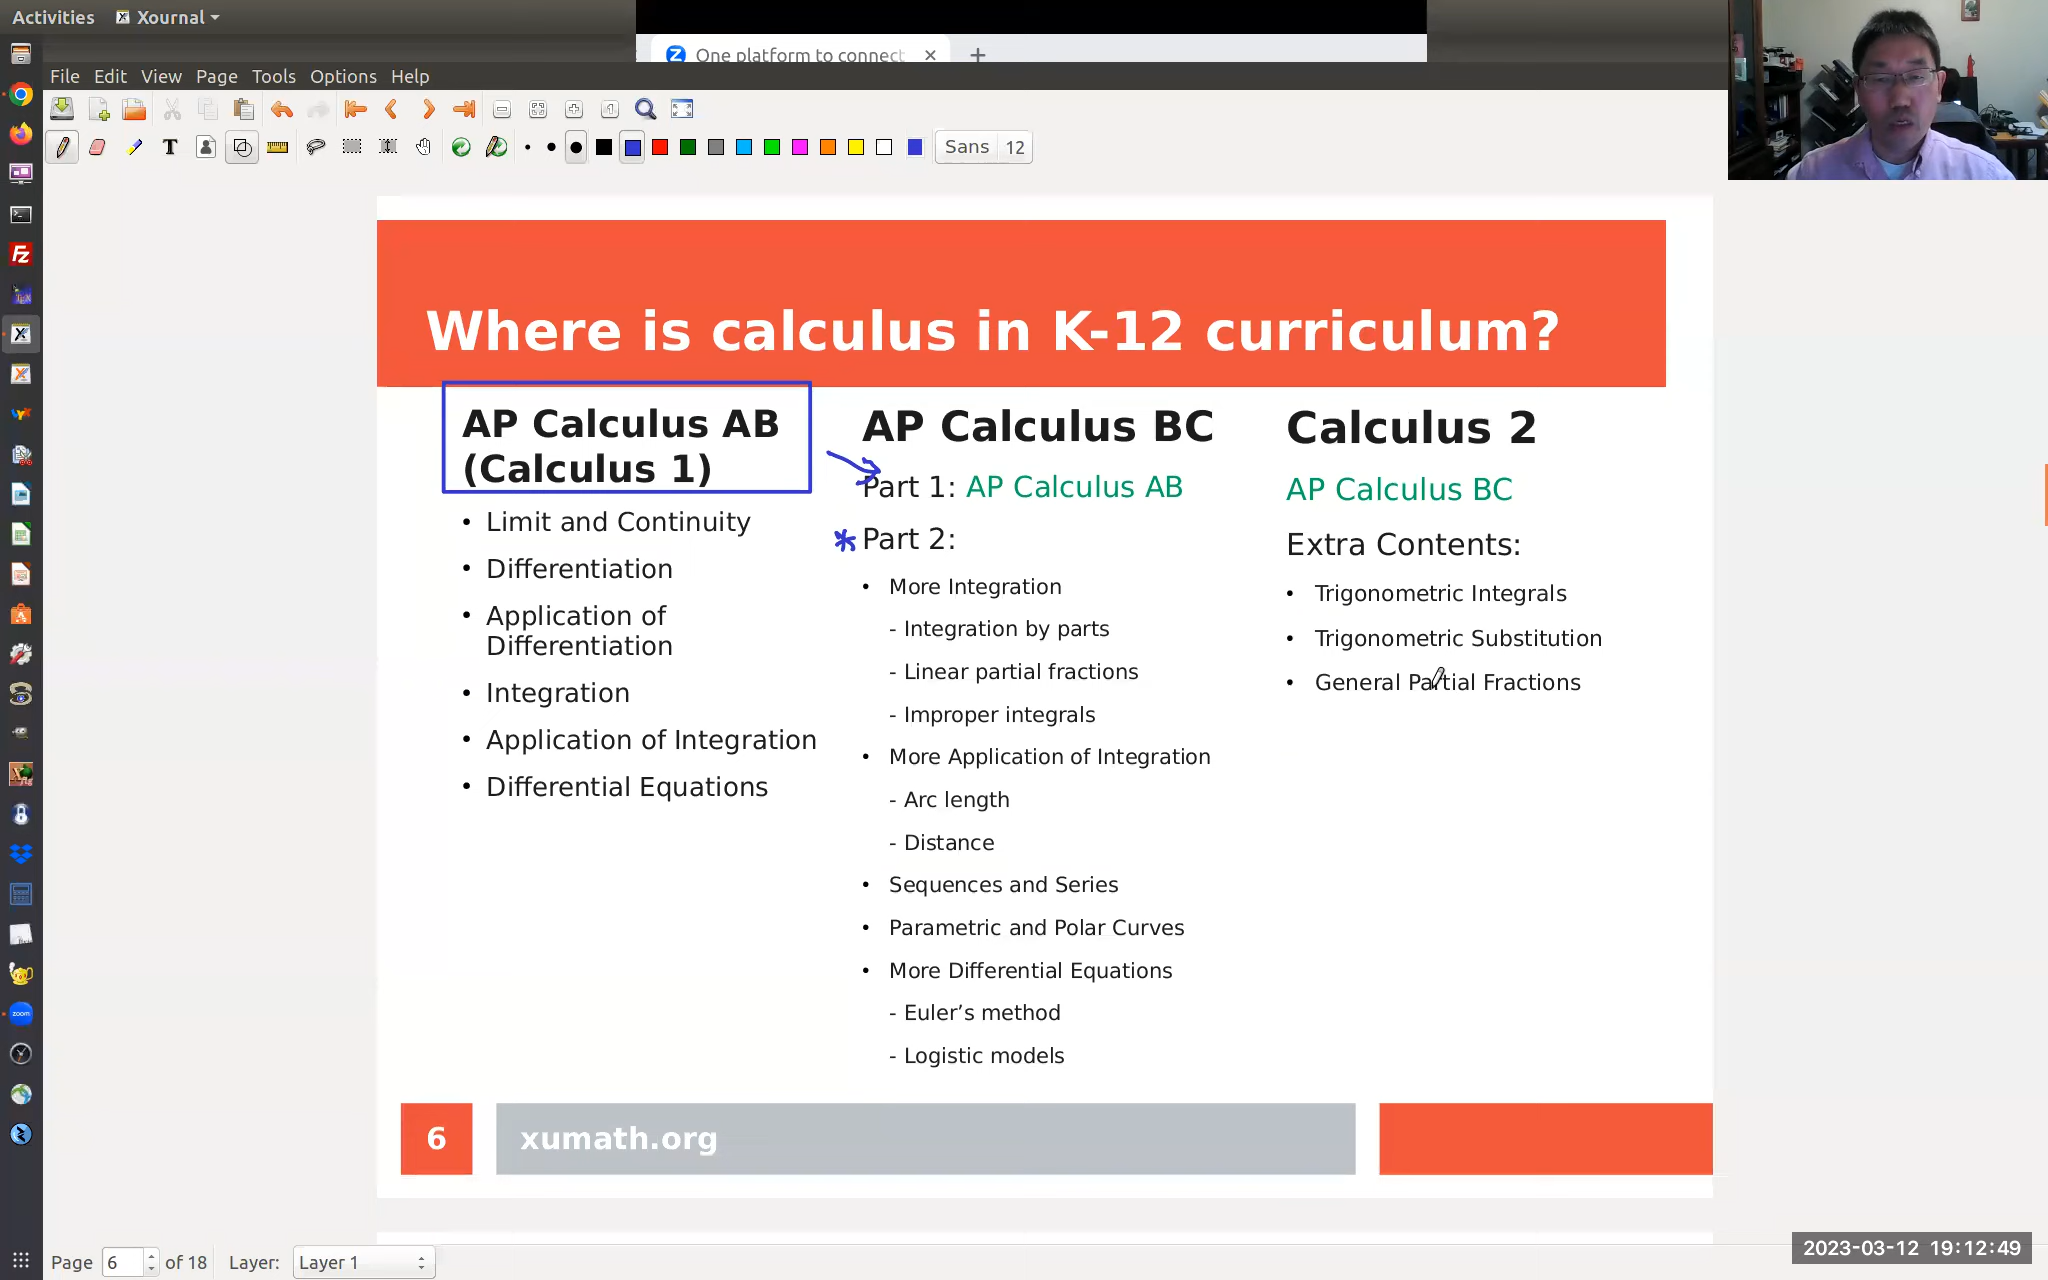 Activities
Xournal
One platform to connect
File Edit View Page Tools Options Help
Sans 12
Where is calculus in K-12 curriculum?
AP Calculus AB
(Calculus 1)
• Limit and Continuity
• Differentiation
• Application of
Differentiation
• Integration
• Application of Integration
• Differential Equations
AP Calculus BC
Part 1: AP Calculus AB
* Part 2:
• More Integration
- Integration by parts
- Linear partial fractions
- Improper integrals
• More Application of Integration
- Arc length
- Distance
• Sequences and Series
• Parametric and Polar Curves
• More Differential Equations
- Euler’s method
- Logistic models
Calculus 2
AP Calculus BC
Extra Contents:
• Trigonometric Integrals
• Trigonometric Substitution
• General Partial Fractions
6
xumath.org
Page 6 of 18 Layer: Layer 1
2023-03-12 19:12:49